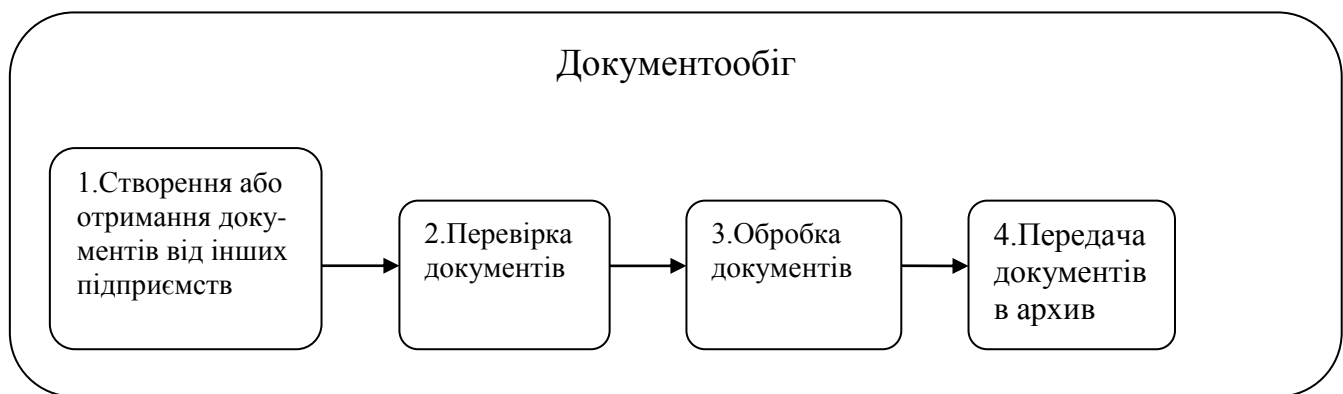 Документообіг
1.Створення або
отримання доку-
ментів від інших
підприємств
2.Перевірка
документів
3.Обробка
документів
4.Передача
документів
в архив